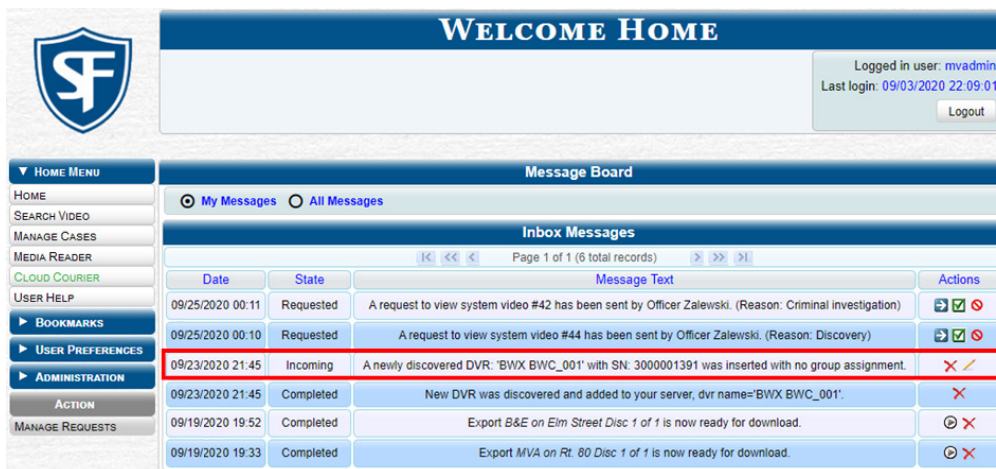 SF
WELCOME HOME
Logged in user: mvadmin
Last login: 09/03/2020 22:09:01
Logout
▼ HOME MENU
HOME
SEARCH VIDEO
MANAGE CASES
MEDIA READER
CLOUD COURIER
USER HELP
▶ BOOKMARKS
▶ USER PREFERENCES
▶ ADMINISTRATION
ACTION
MANAGE REQUESTS
Message Board
My Messages All Messages
Inbox Messages
|< << < Page 1 of 1 (6 total records) > >> >|
Date State Message Text Actions
09/25/2020 00:11 Requested A request to view system video #42 has been sent by Officer Zalewski. (Reason: Criminal investigation)
09/25/2020 00:10 Requested A request to view system video #44 has been sent by Officer Zalewski. (Reason: Discovery)
09/23/2020 21:45 Incoming A newly discovered DVR: 'BWX BWC_001' with SN: 3000001391 was inserted with no group assignment.
09/23/2020 21:45 Completed New DVR was discovered and added to your server, dvr name='BWX BWC_001'.
09/19/2020 19:52 Completed Export B&E on Elm Street Disc 1 of 1 is now ready for download.
09/19/2020 19:33 Completed Export MVA on Rt. 80 Disc 1 of 1 is now ready for download.